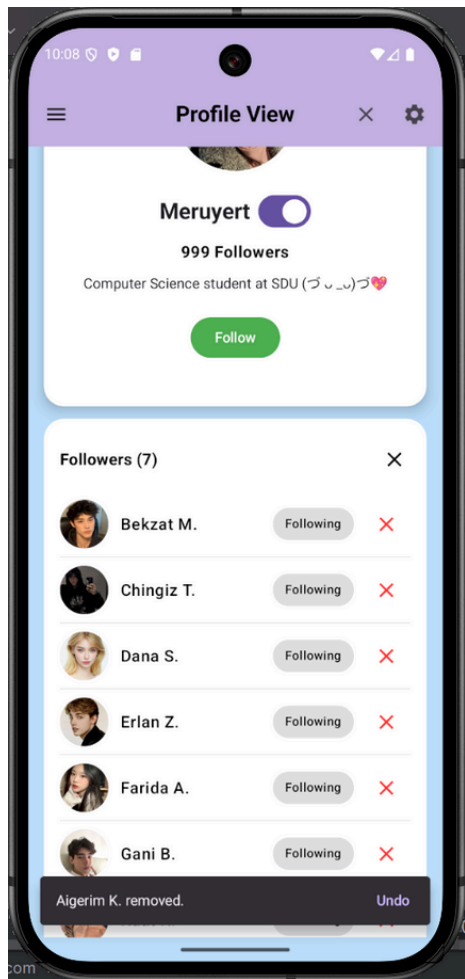 10:08
Profile View
Meruyert
999 Followers
Computer Science student at SDU (づ ᴗ _ᴗ)づ💖
Follow
Followers (7)
Bekzat M. Following
Chingiz T. Following
Dana S. Following
Erlan Z. Following
Farida A. Following
Gani B. Following
Aigerim K. removed. Undo
com